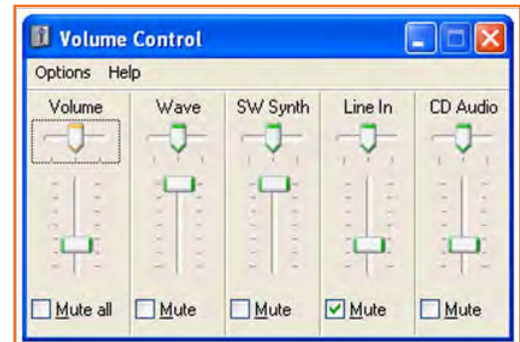 Volume Control
Options Help
Volume Wave SW Synth Line In CD Audio
Mute all Mute Mute Mute Mute